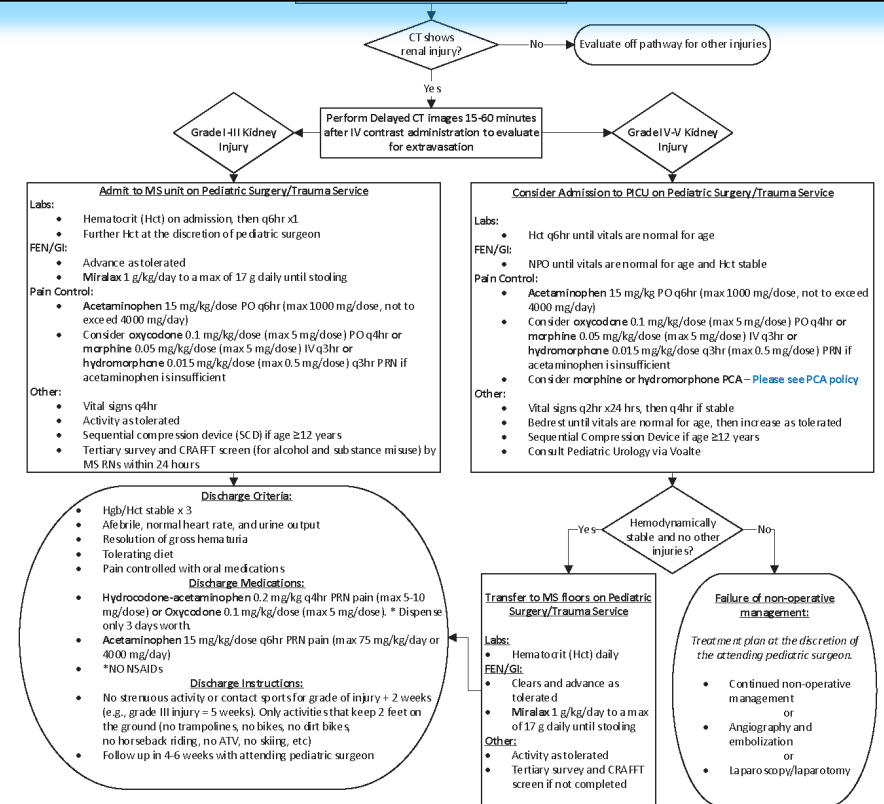 CT shows
renal injury?
No
Evaluate off pathway for other injuries
Yes
Perform Delayed CT images 15-60 minutes
after IV contrast administration to evaluate
for extravasation
Grade I-III Kidney
Injury
Grade IV-V Kidney
Injury
Admit to MS unit on Pediatric Surgery/Trauma Service
Labs:
• Hematocrit (Hct) on admission, then q6hr x1
• Further Hct at the discretion of pediatric surgeon
FEN/GI:
• Advance as tolerated
• Miralax 1 g/kg/day to a max of 17 g daily until stooling
Pain Control:
• Acetaminophen 15 mg/kg/dose PO q6hr (max 1000 mg/dose, not to
exceed 4000 mg/day)
• Consider oxycodone 0.1 mg/kg/dose (max 5 mg/dose) PO q4hr or
morphine 0.05 mg/kg/dose (max 5 mg/dose) IV q3hr or
hydromorphone 0.015 mg/kg/dose (max 0.5 mg/dose) q3hr PRN if
acetaminophen is insufficient
Other:
• Vital signs q4hr
• Activity as tolerated
• Sequential compression device (SCD) if age ≥12 years
• Tertiary survey and CRAFFT screen (for alcohol and substance misuse) by
MS RNs within 24 hours
Consider Admission to PICU on Pediatric Surgery/Trauma Service
Labs:
• Hct q6hr until vitals are normal for age
FEN/GI:
• NPO until vitals are normal for age and Hct stable
Pain Control:
• Acetaminophen 15 mg/kg PO q6hr (max 1000 mg/dose, not to exceed
4000 mg/day)
• Consider oxycodone 0.1 mg/kg/dose (max 5 mg/dose) PO q4hr or
morphine 0.05 mg/kg/dose (max 5 mg/dose) IV q3hr or
hydromorphone 0.015 mg/kg/dose q3hr (max 0.5 mg/dose) PRN if
acetaminophen is insufficient
• Consider morphine or hydromorphone PCA – Please see PCA policy
Other:
• Vital signs q2hr x24 hrs, then q4hr if stable
• Bedrest until vitals are normal for age, then increase as tolerated
• Sequential Compression Device if age ≥12 years
• Consult Pediatric Urology via Voalte
Discharge Criteria:
• Hgb/Hct stable x 3
• Afebrile, normal heart rate, and urine output
• Resolution of gross hematuria
• Tolerating diet
• Pain controlled with oral medications
Discharge Medications:
• Hydrocodone-acetaminophen 0.2 mg/kg q4hr PRN pain (max 5-10
mg/dose) or Oxycodone 0.1 mg/kg/dose (max 5 mg/dose). * Dispense
only 3 days worth.
• Acetaminophen 15 mg/kg/dose q6hr PRN pain (max 75 mg/kg/day or
4000 mg/day)
• *NO NSAIDs
Discharge Instructions:
• No strenuous activity or contact sports for grade of injury + 2 weeks
(e.g., grade III injury = 5 weeks). Only activities that keep 2 feet on
the ground (no trampolines, no bikes, no dirt bikes,
no horseback riding, no ATV, no skiing, etc)
• Follow up in 4-6 weeks with attending pediatric surgeon
Yes
Hemodynamically
stable and no other
injuries?
No
Transfer to MS floors on Pediatric
Surgery/Trauma Service
Labs:
• Hematocrit (Hct) daily
FEN/GI:
• Clears and advance as
tolerated
• Miralax 1 g/kg/day to a max
of 17 g daily until stooling
Other:
• Activity as tolerated
• Tertiary survey and CRAFFT
screen if not completed
Failure of non-operative
management:
Treatment plan at the discretion of
the attending pediatric surgeon.
• Continued non-operative
management
or
• Angiography and
embolization
or
• Laparoscopy/laparotomy